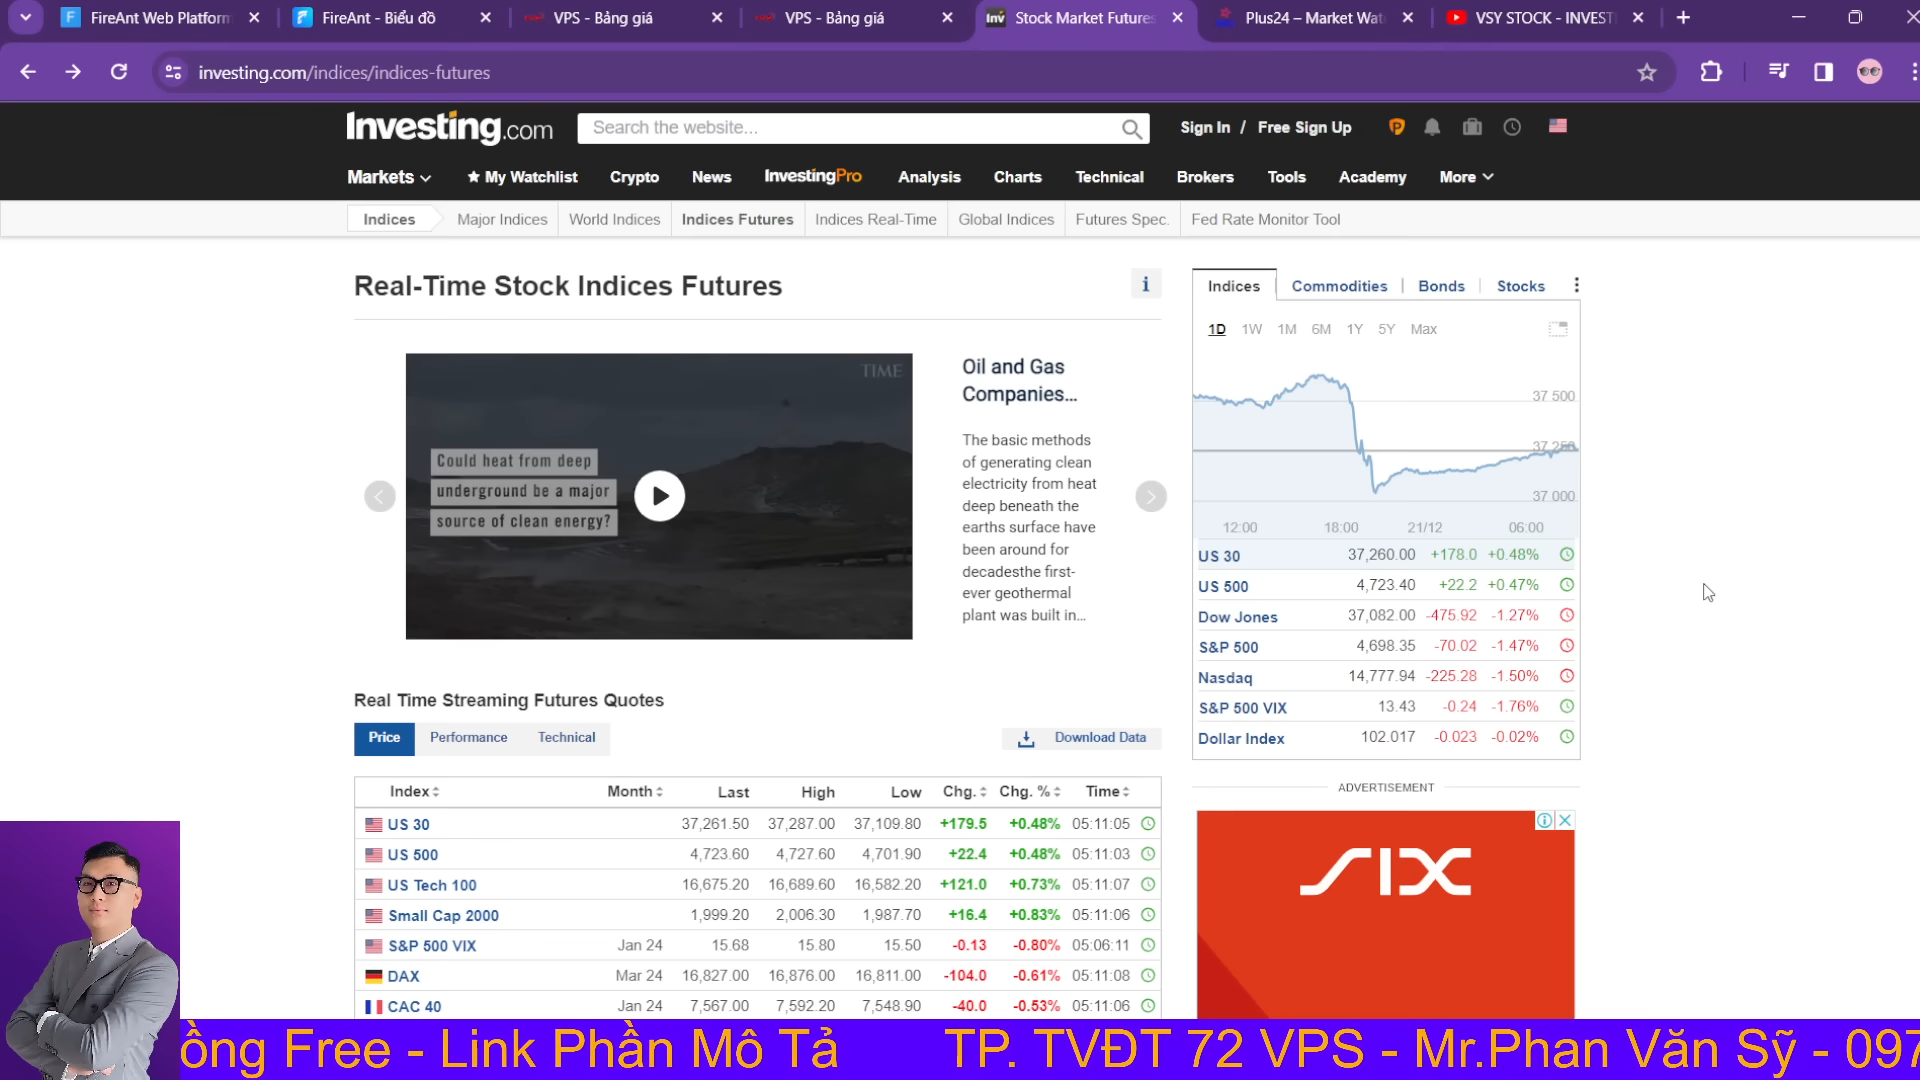 FireAnt Web Platform
FireAnt - Biểu đồ
VPS - Bảng giá
VPS - Bảng giá
Stock Market Futures
Plus24 – Market Wat
VSY STOCK - INVEST
investing.com/indices/indices-futures
Investing.com
Search the website...
Sign In / Free Sign Up
Markets
My Watchlist
Crypto
News
InvestingPro
Analysis
Charts
Technical
Brokers
Tools
Academy
More
Indices
Major Indices
World Indices
Indices Futures
Indices Real-Time
Global Indices
Futures Spec.
Fed Rate Monitor Tool
Real-Time Stock Indices Futures
TIME
Could heat from deep
underground be a major
source of clean energy?
Oil and Gas
Companies...
The basic methods
of generating clean
electricity from heat
deep beneath the
earths surface have
been around for
decadesthe first-
ever geothermal
plant was built in...
Real Time Streaming Futures Quotes
Price Performance Technical
Download Data
Index Month Last High Low Chg. Chg. % Time
US 30 37,261.50 37,287.00 37,109.80 +179.5 +0.48% 05:11:05
US 500 4,723.60 4,727.60 4,701.90 +22.4 +0.48% 05:11:03
US Tech 100 16,675.20 16,689.60 16,582.20 +121.0 +0.73% 05:11:07
Small Cap 2000 1,999.20 2,006.30 1,987.70 +16.4 +0.83% 05:11:06
S&P 500 VIX Jan 24 15.68 15.80 15.50 -0.13 -0.80% 05:06:11
DAX Mar 24 16,827.00 16,876.00 16,811.00 -104.0 -0.61% 05:11:08
CAC 40 Jan 24 7,567.00 7,592.20 7,548.90 -40.0 -0.53% 05:11:06
Indices Commodities Bonds Stocks
1D 1W 1M 6M 1Y 5Y Max
37 500
37 250
37 000
12:00 18:00 21/12 06:00
US 30 37,260.00 +178.0 +0.48%
US 500 4,723.40 +22.2 +0.47%
Dow Jones 37,082.00 -475.92 -1.27%
S&P 500 4,698.35 -70.02 -1.47%
Nasdaq 14,777.94 -225.28 -1.50%
S&P 500 VIX 13.43 -0.24 -1.76%
Dollar Index 102.017 -0.023 -0.02%
ADVERTISEMENT
SIX
ồng Free - Link Phần Mô Tả TP. TVĐT 72 VPS - Mr.Phan Văn Sỹ - 097